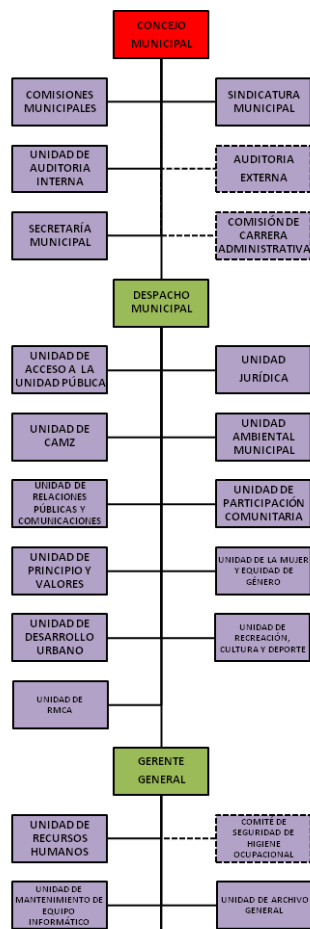 CONCEJO
MUNICIPAL
COMISIONES
MUNICIPALES
SINDICATURA
MUNICIPAL
UNIDAD DE
AUDITORIA
INTERNA
AUDITORIA
EXTERNA
SECRETARÍA
MUNICIPAL
COMISIÓN DE
CARRERA
ADMINISTRATIVA
DESPACHO
MUNICIPAL
UNIDAD DE
ACCESO A LA
UNIDAD PÚBLICA
UNIDAD
JURÍDICA
UNIDAD DE
CAMZ
UNIDAD
AMBIENTAL
MUNICIPAL
UNIDAD DE
RELACIONES
PÚBLICAS Y
COMUNICACIONES
UNIDAD DE
PARTICIPACIÓN
COMUNITARIA
UNIDAD DE
PRINCIPIO Y
VALORES
UNIDAD DE LA MUJER
Y EQUIDAD DE
GÉNERO
UNIDAD DE
DESARROLLO
URBANO
UNIDAD DE
RECREACIÓN,
CULTURA Y DEPORTE
UNIDAD DE
RMCA
GERENTE
GENERAL
UNIDAD DE
RECURSOS
HUMANOS
COMITÉ DE
SEGURIDAD DE
HIGIENE
OCUPACIONAL
UNIDAD DE
MANTENIMIENTO DE
EQUIPO
INFORMÁTICO
UNIDAD DE ARCHIVO
GENERAL